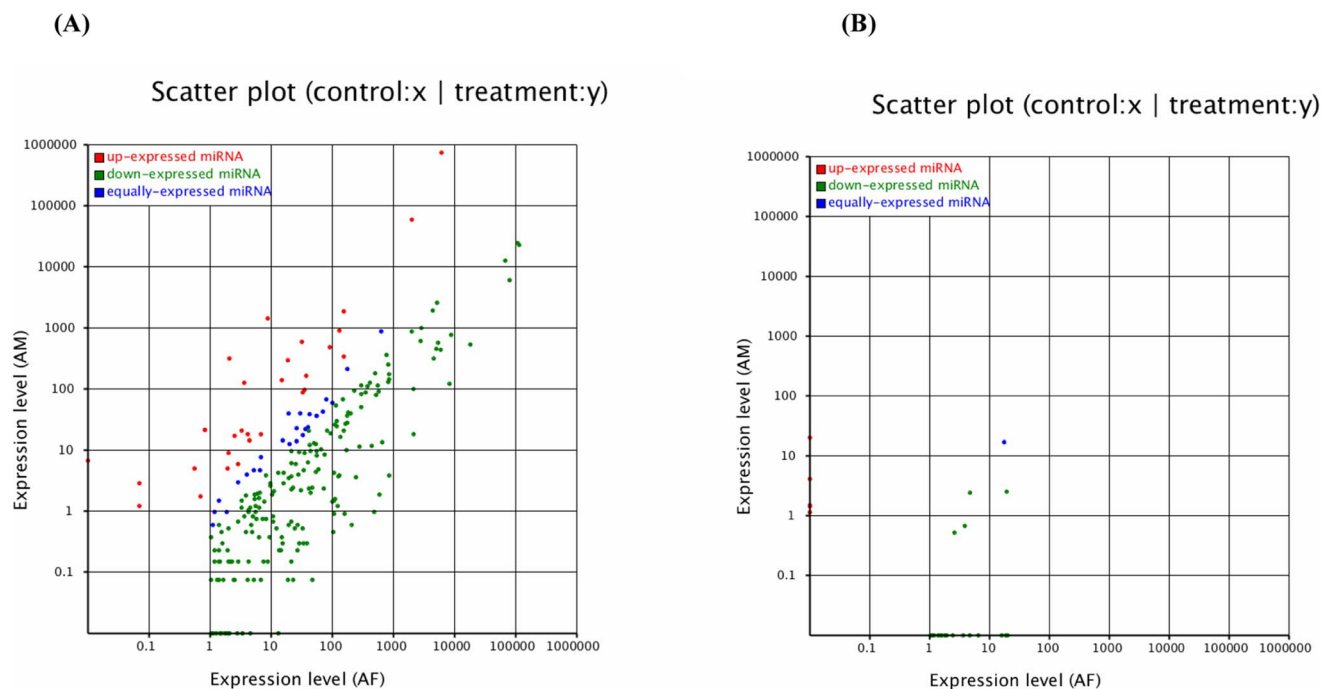 (A)
Scatter plot (control:x | treatment:y)
1000000
up-expressed miRNA
down-expressed miRNA
equally-expressed miRNA
100000
10000
1000
100
10
1
0.1
Expression level (AM)
0.1 1 10 100 1000 10000 100000 1000000
Expression level (AF)
(B)
Scatter plot (control:x | treatment:y)
1000000
up-expressed miRNA
down-expressed miRNA
equally-expressed miRNA
100000
10000
1000
100
10
1
0.1
Expression level (AM)
0.1 1 10 100 1000 10000 100000 1000000
Expression level (AF)